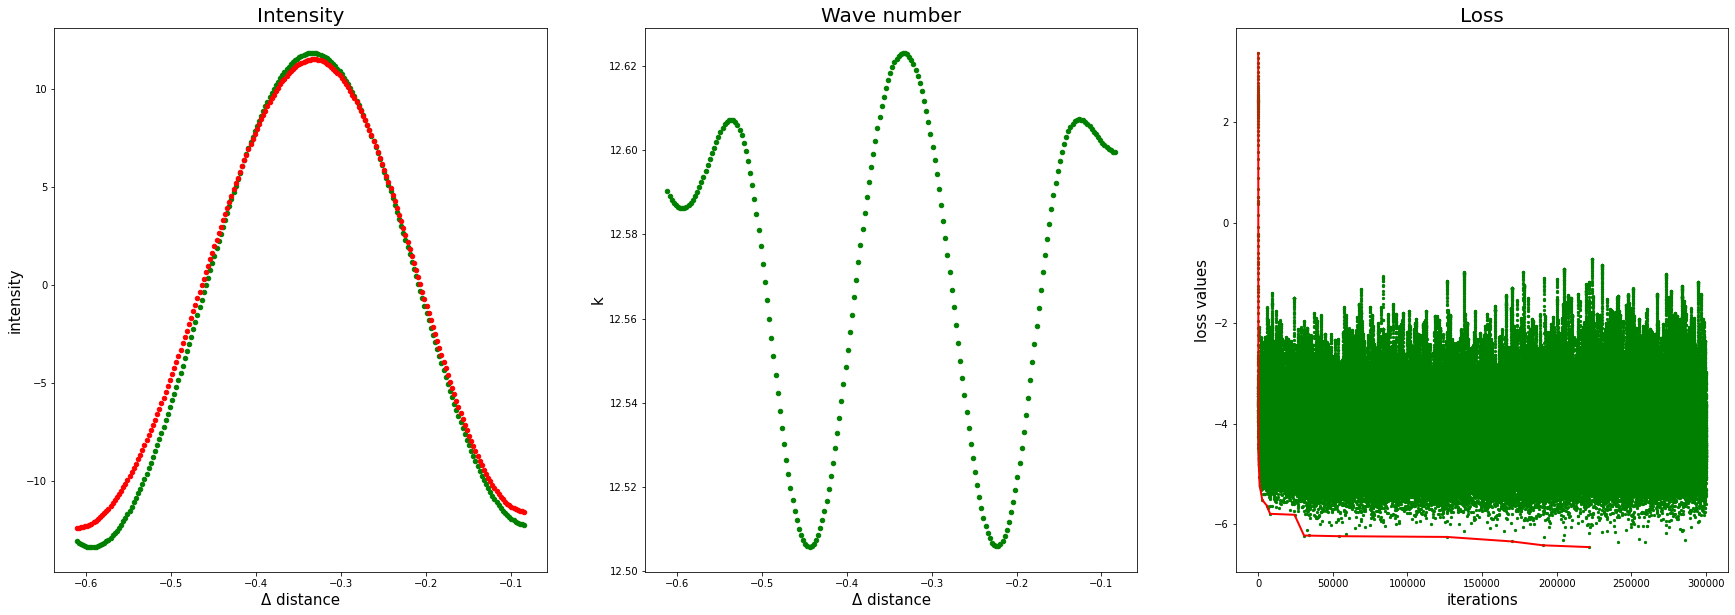 Intensity
intensity
10
5
0
−5
−10
−0.6 −0.5 −0.4 −0.3 −0.2 −0.1
Δ distance
Wave number
k
12.62
12.60
12.58
12.56
12.54
12.52
12.50
−0.6 −0.5 −0.4 −0.3 −0.2 −0.1
Δ distance
Loss
loss values
2
0
−2
−4
−6
0 50000 100000 150000 200000 250000 300000
iterations